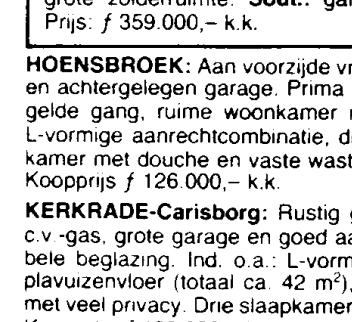 grote zolderruimte. Sout.: ga
Prijs: ƒ 359.000,– k.k.
HOENSBROEK: Aan voorzijde v
en achtergelegen garage. Prima
gelde gang, ruime woonkamer
L-vormige aanrechtcombinatie, d
kamer met douche en vaste wast
Koopprijs ƒ 126.000,– k.k.
KERKRADE-Carisborg: Rustig
c.v.-gas, grote garage en goed aa
bele beglazing. Ind. o.a.: L-vorm
plavuizenvloer (totaal ca. 42 m²),
met veel privacy. Drie slaapkamer